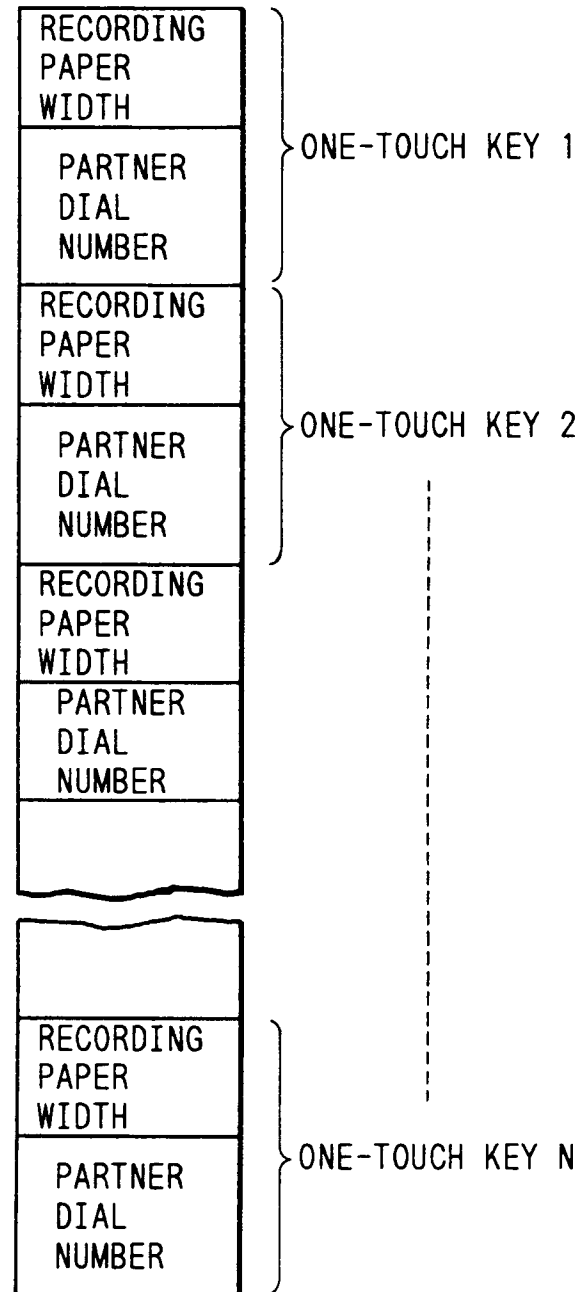 RECORDING
PAPER
WIDTH
PARTNER
DIAL
NUMBER
ONE-TOUCH KEY 1
RECORDING
PAPER
WIDTH
PARTNER
DIAL
NUMBER
ONE-TOUCH KEY 2
RECORDING
PAPER
WIDTH
PARTNER
DIAL
NUMBER
RECORDING
PAPER
WIDTH
PARTNER
DIAL
NUMBER
ONE-TOUCH KEY N